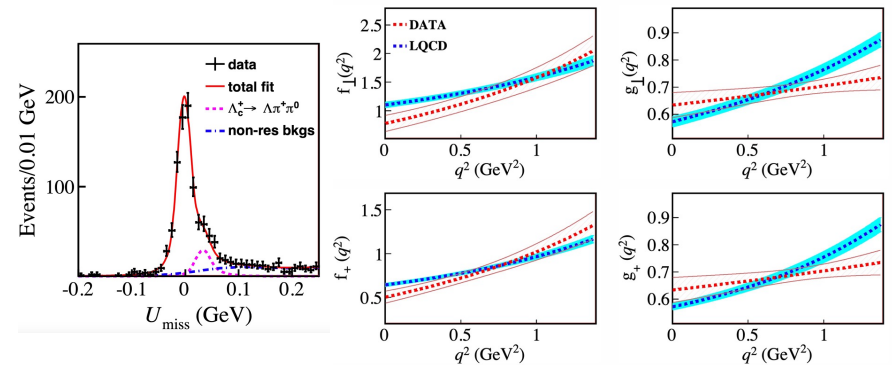 Events/0.01 GeV
200
100
data
total fit
Λc+→ Λπ+π0
non-res bkgs
-0.2 -0.1 0 0.1 0.2
Umiss (GeV)
f⊥(q²)
2.5
2
1.5
1
DATA
LQCD
0 0.5 1
q² (GeV²)
g⊥(q²)
0.9
0.8
0.7
0.6
0 0.5 1
q² (GeV²)
f+ (q²)
1.5
1
0.5
0 0.5 1
q² (GeV²)
g+ (q²)
0.9
0.8
0.7
0.6
0 0.5 1
q² (GeV²)